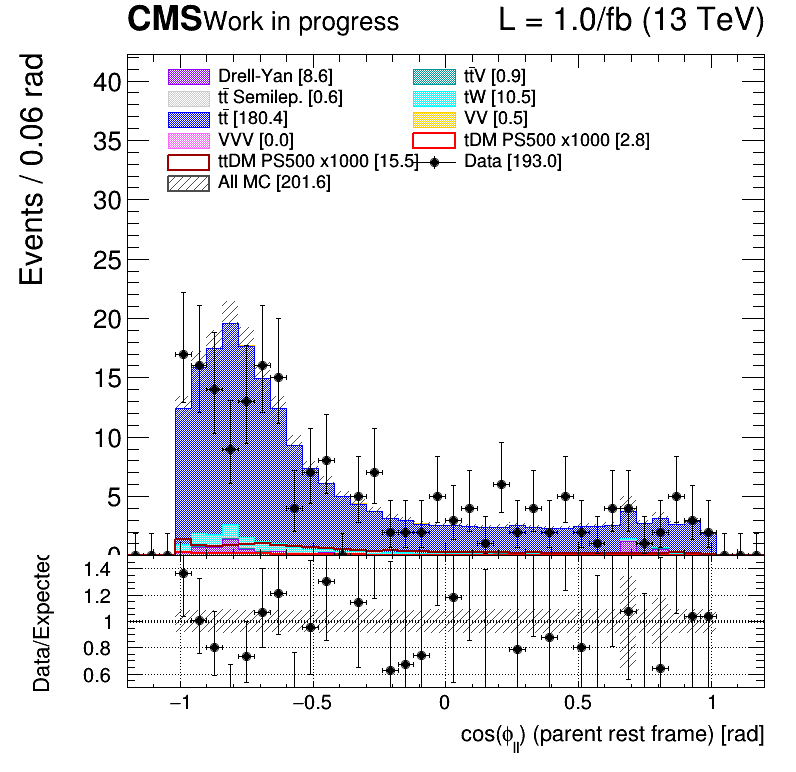 CMS Work in progress L = 1.0/fb (13 TeV)
Events / 0.06 rad
Drell-Yan [8.6] tt̄V [0.9]
tt̄ Semilep. [0.6] tW [10.5]
tt̄ [180.4] VV [0.5]
VVV [0.0] tDM PS500 x1000 [2.8]
ttDM PS500 x1000 [15.5] Data [193.0]
All MC [201.6]
40
35
30
25
20
15
10
5
0
Data/Expected
1.4
1.2
1
0.8
0.6
−1 −0.5 0 0.5 1
cos(ϕ_ll) (parent rest frame) [rad]